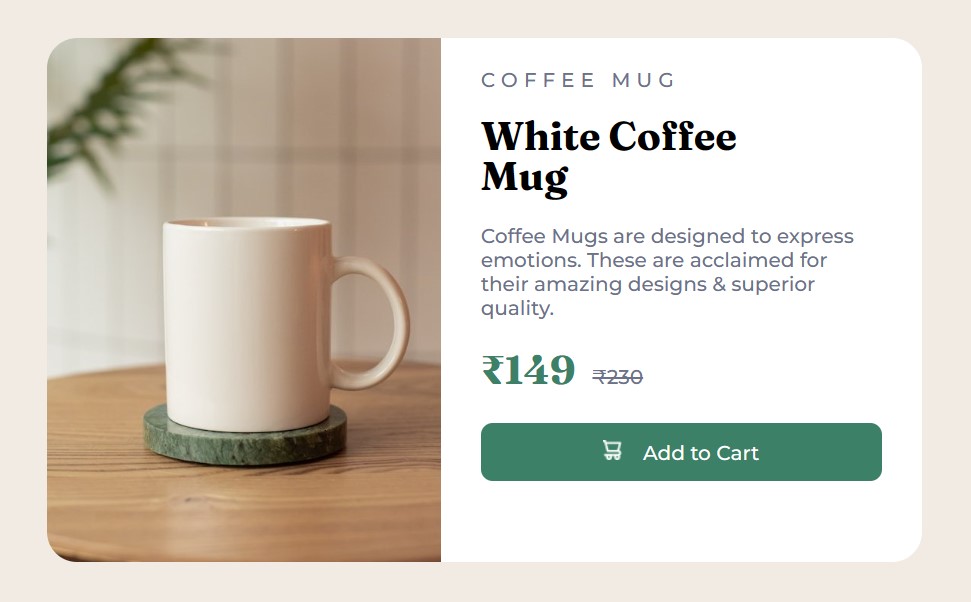 COFFEE MUG
White Coffee
Mug
Coffee Mugs are designed to express
emotions. These are acclaimed for
their amazing designs & superior
quality.
₹149 ₹230
Add to Cart